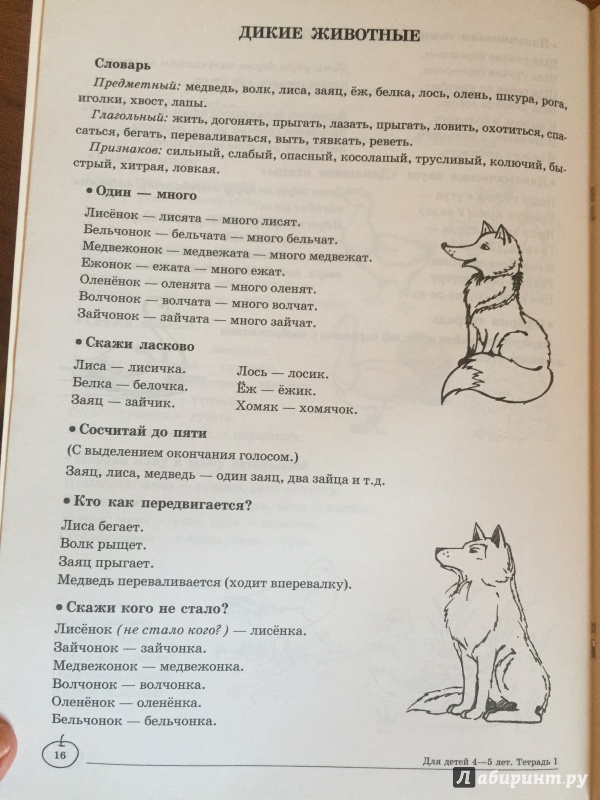 ДИКИЕ ЖИВОТНЫЕ
Словарь
Предметный: медведь, волк, лиса, заяц, ёж, белка, лось, олень, шкура, рога,
иголки, хвост, лапы.
Глагольный: жить, догонять, прыгать, лазать, прыгать, ловить, охотиться, спа-
саться, бегать, переваливаться, выть, тявкать, реветь.
Признаков: сильный, слабый, опасный, косолапый, трусливый, колючий, бы-
стрый, хитрая, ловкая.
● Один — много
Лисёнок — лисята — много лисят.
Бельчонок — бельчата — много бельчат.
Медвежонок — медвежата — много медвежат.
Ежонок — ежата — много ежат.
Оленёнок — оленята — много оленят.
Волчонок — волчата — много волчат.
Зайчонок — зайчата — много зайчат.
● Скажи ласково
Лиса — лисичка.
Белка — белочка.
Заяц — зайчик.
Лось — лосик.
Ёж — ёжик.
Хомяк — хомячок.
● Сосчитай до пяти
(С выделением окончания голосом.)
Заяц, лиса, медведь — один заяц, два зайца и т.д.
● Кто как передвигается?
Лиса бегает.
Волк рыщет.
Заяц прыгает.
Медведь переваливается (ходит вперевалку).
● Скажи кого не стало?
Лисёнок (не стало кого?) — лисёнка.
Зайчонок — зайчонка.
Медвежонок — медвежонка.
Волчонок — волчонка.
Оленёнок — оленёнка.
Бельчонок — бельчонка.
16
Для детей 4—5 лет. Тетрадь 1
Лабиринт.ру